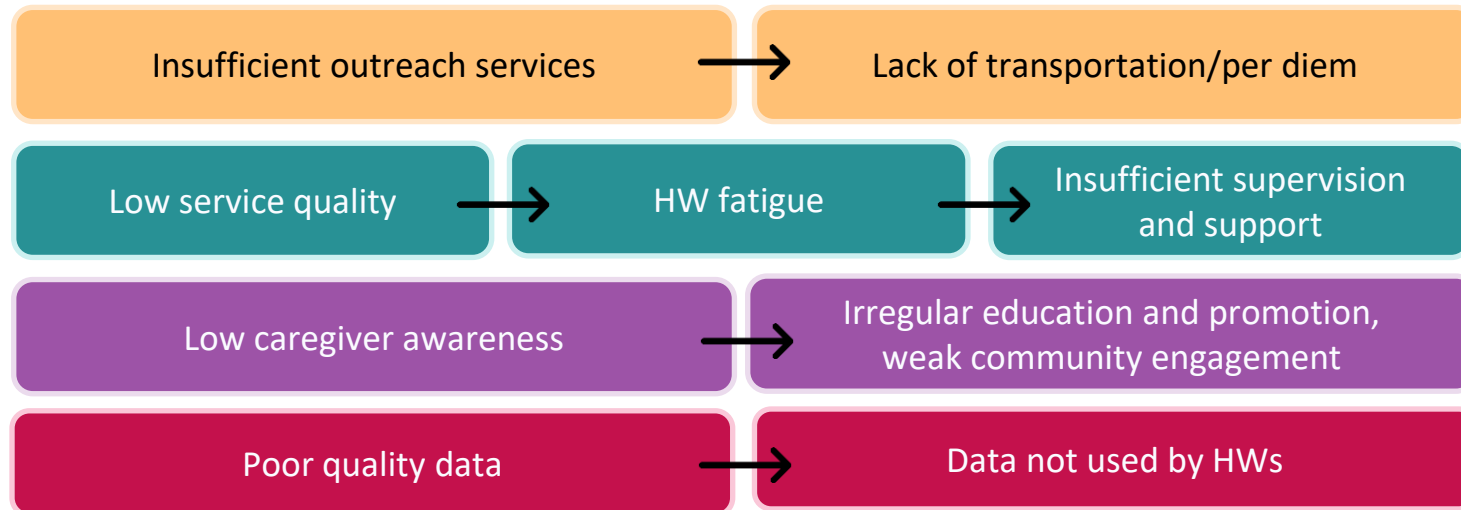 Insufficient outreach services
Lack of transportation/per diem
Low service quality
HW fatigue
Insufficient supervision
and support
Low caregiver awareness
Irregular education and promotion,
weak community engagement
Poor quality data
Data not used by HWs